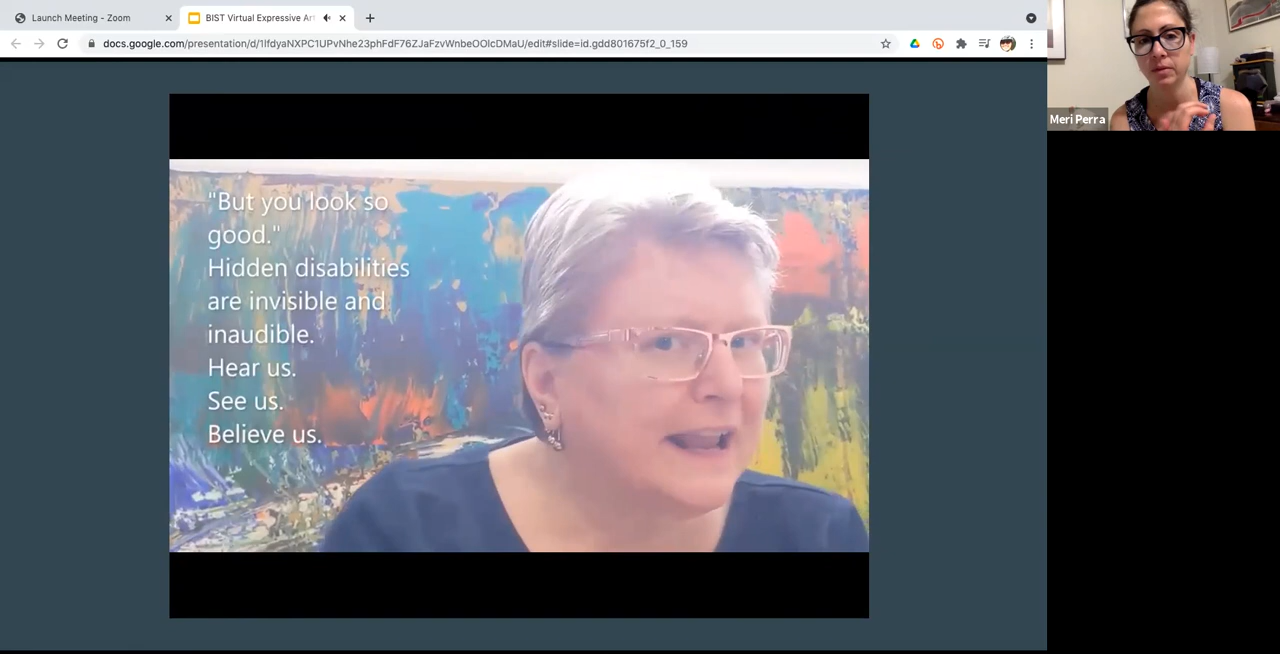 Launch Meeting - Zoom
BIST Virtual Expressive Art
docs.google.com/presentation/d/1lfdyaNXPC1UPvNhe23phFdF76ZJaFzvWnbeOOlcDMaU/edit#slide=id.gdd801675f2_0_159
Meri Perra
"But you look so
good."
Hidden disabilities
are invisible and
inaudible.
Hear us.
See us.
Believe us.